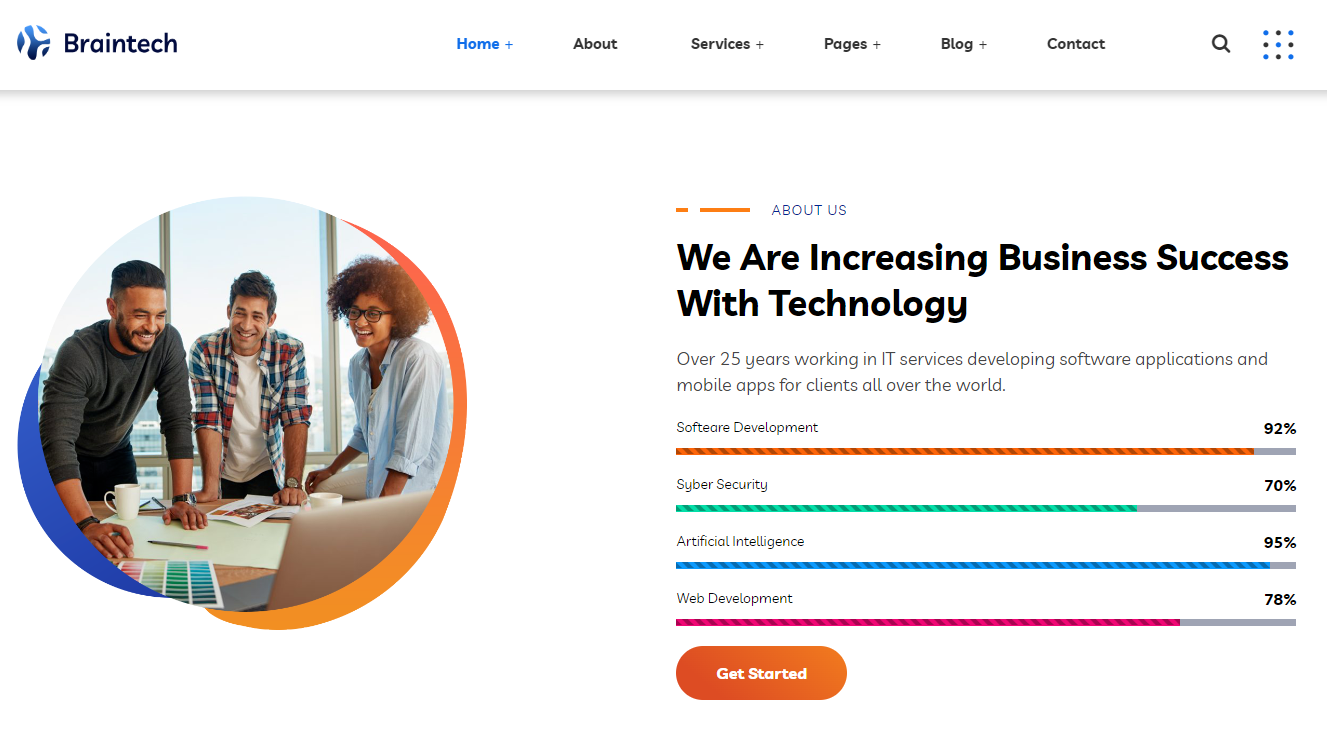 Braintech
Home +
About
Services +
Pages +
Blog +
Contact
ABOUT US
We Are Increasing Business Success
With Technology
Over 25 years working in IT services developing software applications and
mobile apps for clients all over the world.
Softeare Development 92%
Syber Security 70%
Artificial Intelligence 95%
Web Development 78%
Get Started